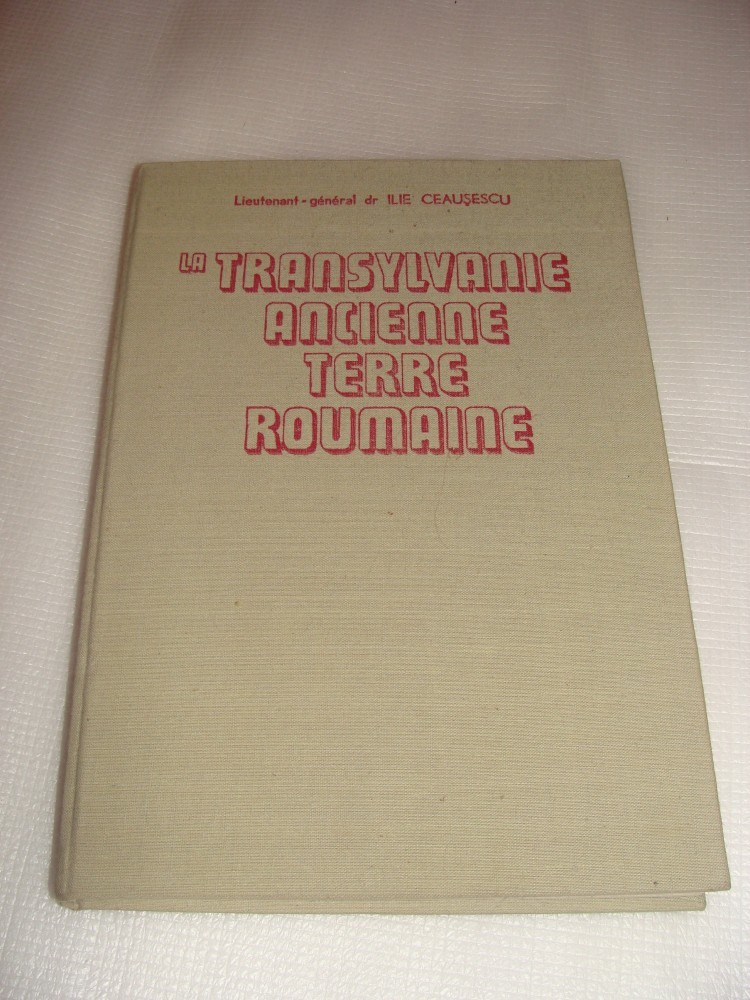 Lieutenant-général dr ILIE CEAUŞESCU
LA TRANSYLVANIE
ANCIENNE
TERRE
ROUMAINE